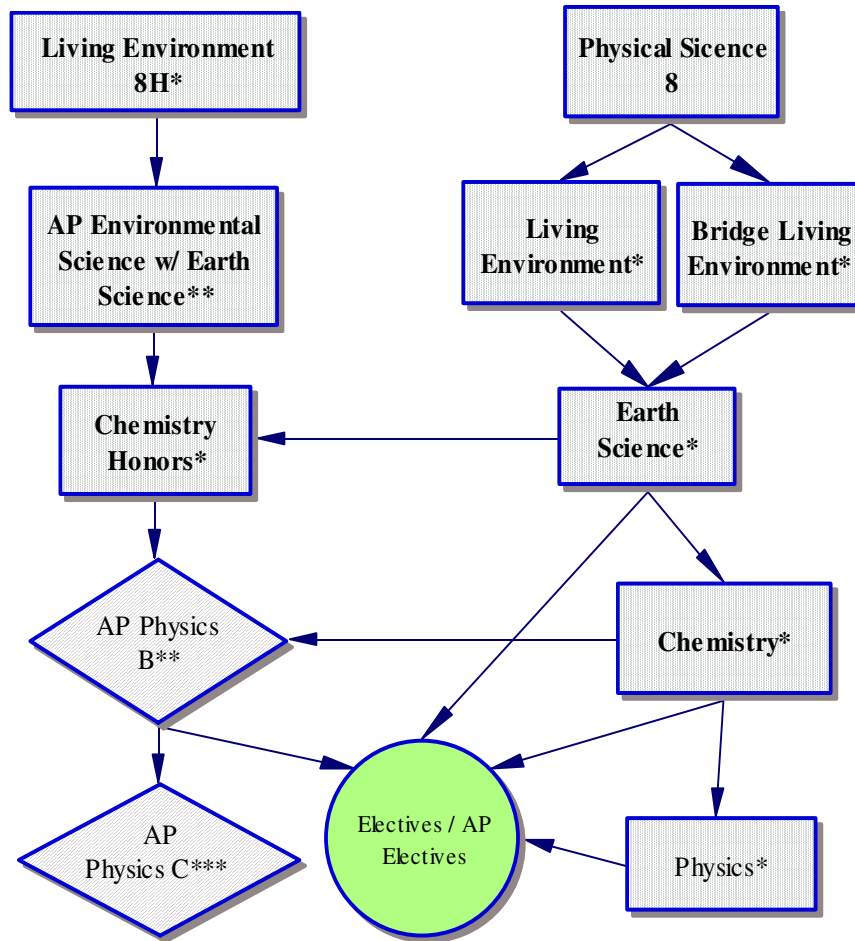 Living Environment
8H*
Physical Sicence
8
AP Environmental
Science w/ Earth
Science**
Living
Environment*
Bridge Living
Environment*
Chemistry
Honors*
Earth
Science*
AP Physics
B**
Chemistry*
AP
Physics C***
Electives / AP
Electives
Physics*